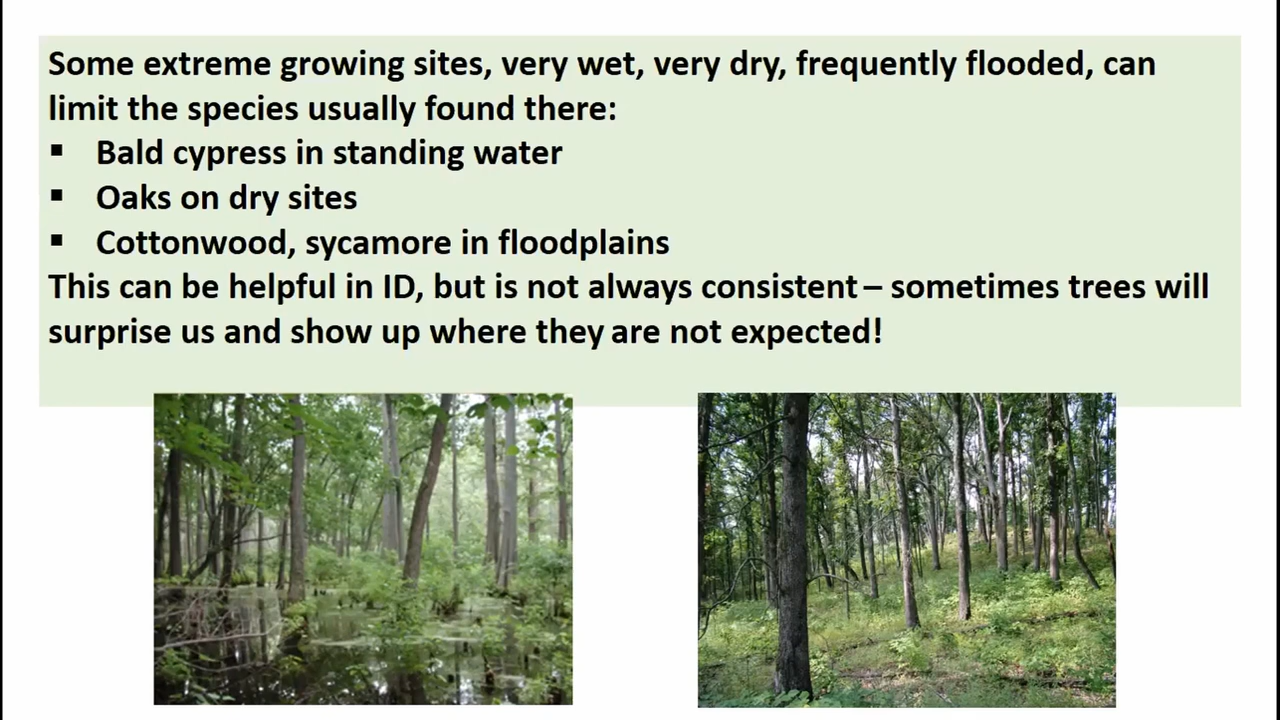 Some extreme growing sites, very wet, very dry, frequently flooded, can
limit the species usually found there:
▪ Bald cypress in standing water
▪ Oaks on dry sites
▪ Cottonwood, sycamore in floodplains
This can be helpful in ID, but is not always consistent – sometimes trees will
surprise us and show up where they are not expected!